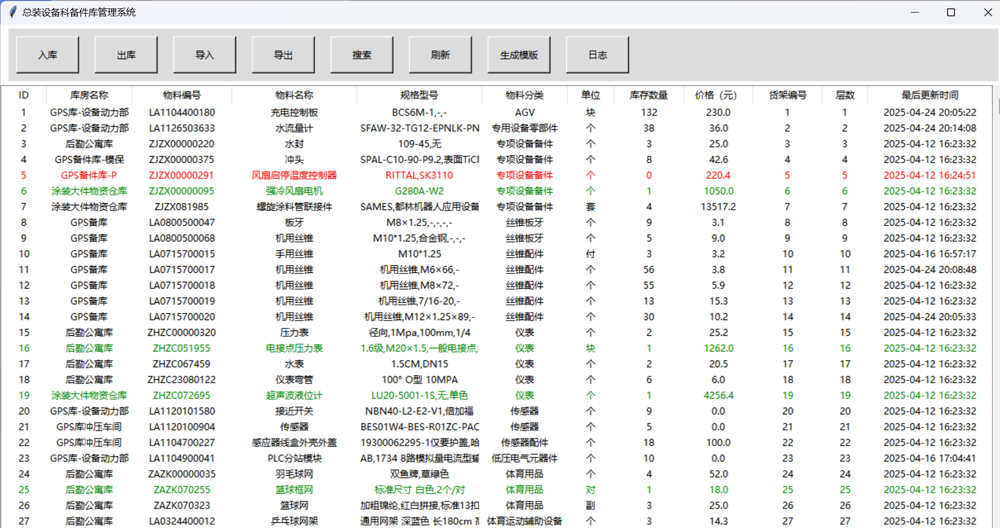 总装设备科备件库管理系统
入库 出库 导入 导出 搜索 刷新 生成模版 日志
ID 库房名称 物料编号 物料名称 规格型号 物料分类 单位 库存数量 价格（元） 货架编号 层数 最后更新时间
1 GPS库-设备动力部 LA1104400180 充电控制板 BCS6M-1,-,- AGV 块 132 230.0 1 1 2025-04-24 20:05:22
2 GPS库-设备动力部 LA1126503633 水流量计 SFAW-32-TG12-EPNLK-PN 专用设备零部件 个 38 36.0 2 2 2025-04-24 20:14:08
3 后勤公寓库 ZJZX00000220 水封 109-45,无 专项设备备件 个 3 25.0 3 3 2025-04-12 16:23:32
4 GPS备件库-模保 ZJZX00000375 冲头 SPAL-C10-90-P9.2,表面TiC 专项设备备件 个 8 42.6 4 4 2025-04-12 16:23:32
5 GPS备件库-P ZJZX00000291 风扇启停温度控制器 RITTAL,SK3110 专项设备备件 个 0 220.4 5 5 2025-04-12 16:24:51
6 涂装大件物资仓库 ZJZX00000095 强冷风扇电机 G280A-W2 专项设备备件 个 1 1050.0 6 6 2025-04-12 16:23:32
7 涂装大件物资仓库 ZJZX081985 螺旋涂料管联接件 SAMES,都林机器人应用设备 专项设备备件 套 4 13517.2 7 7 2025-04-12 16:23:32
8 GPS备库 LA0800500047 板牙 M8×1.25,-,-,-,- 丝锥板牙 个 9 3.1 8 8 2025-04-12 16:23:32
9 GPS备库 LA0800500068 机用丝锥 M10*1.25,合金钢,-,-,- 丝锥板牙 个 5 9.0 9 9 2025-04-12 16:23:32
10 GPS备库 LA0715700015 手用丝锥 M10*1.25 丝锥配件 付 3 3.2 10 10 2025-04-16 16:57:17
11 GPS备库 LA0715700017 机用丝锥 机用丝锥,M6×66,- 丝锥配件 个 56 3.8 11 11 2025-04-24 20:08:48
12 GPS备库 LA0715700018 机用丝锥 机用丝锥,M8×72,- 丝锥配件 个 55 5.9 12 12 2025-04-12 16:23:32
13 GPS备库 LA0715700019 机用丝锥 机用丝锥,7/16-20,- 丝锥配件 个 13 15.3 13 13 2025-04-12 16:23:32
14 GPS备库 LA0715700020 机用丝锥 机用丝锥,M12×1.25×89,- 丝锥配件 个 30 10.2 14 14 2025-04-24 20:05:33
15 后勤公寓库 ZHZC00000320 压力表 径向,1Mpa,100mm,1/4 仪表 个 2 25.2 15 15 2025-04-12 16:23:32
16 后勤公寓库 ZHZC051955 电接点压力表 1.6级,M20×1.5,一般电接点, 仪表 块 1 1262.0 16 16 2025-04-12 16:23:32
17 后勤公寓库 ZHZC067459 水表 1.5CM,DN15 仪表 个 2 20.5 17 17 2025-04-12 16:23:32
18 后勤公寓库 ZHZC23080122 仪表弯管 100° O型 10MPA 仪表 个 6 6.0 18 18 2025-04-12 16:23:32
19 涂装大件物资仓库 ZHZC072695 超声波液位计 LU20-5001-1S,无,单色 仪表 个 1 4256.4 19 19 2025-04-12 16:23:32
20 GPS库-设备动力部 LA1120101580 接近开关 NBN40-L2-E2-V1,倍加福 传感器 个 9 0.0 20 20 2025-04-12 16:23:32
21 GPS库冲压车间 LA1120100904 传感器 BES01W4-BES-R01ZC-PAC 传感器 个 5 0.0 21 21 2025-04-12 16:23:32
22 GPS库冲压车间 LA1104700227 感应器线盒外壳外盖 19300062295-1仅要护盖,哈 传感器配件 个 18 100.0 22 22 2025-04-12 16:23:32
23 GPS库-设备动力部 LA1104900041 PLC分站模块 AB,1734 8路模拟量电流型输 低压电气元器件 个 10 0.0 23 23 2025-04-16 17:04:41
24 后勤公寓库 ZAZK00000035 羽毛球网 双鱼牌,草绿色 体育用品 个 4 52.0 24 24 2025-04-12 16:23:32
25 后勤公寓库 ZAZK070255 篮球框网 标准尺寸 白色,2个/对 体育用品 对 1 18.0 25 25 2025-04-12 16:23:32
26 后勤公寓库 ZAZK070323 篮球网 加粗锦纶,红白拼接,标准13扣 体育用品 副 3 25.0 26 26 2025-04-12 16:23:32
27 后勤公寓库 LA0324400012 乒乓球网架 通用网架 深蓝色 长180cm 体育运动辅助设备 个 3 14.3 27 27 2025-04-12 16:23:32